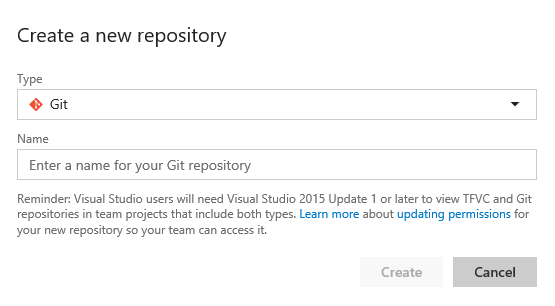 Create a new repository
Type
Git
Name
Enter a name for your Git repository
Reminder: Visual Studio users will need Visual Studio 2015 Update 1 or later to view TFVC and Git
repositories in team projects that include both types. Learn more about updating permissions for
your new repository so your team can access it.
Create Cancel